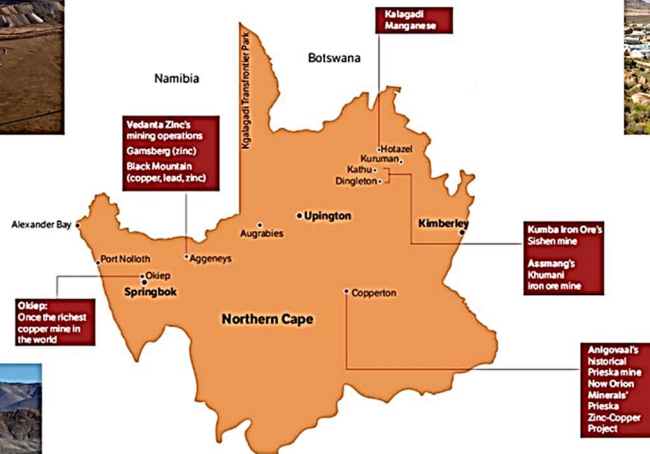 Kalagadi
Manganese
Botswana
Namibia
Kgalagadi Transfrontier Park
Vedanta Zinc's
mining operations
Gamsberg (zinc)
Black Mountain
(copper, lead, zinc)
Hotazel
Kuruman
Kathu
Dingleton
Upington
Kimberley
Augrabies
Alexander Bay
Kumba Iron Ore's
Sishen mine
Assmang's
Khumani
iron ore mine
Port Nolloth
Aggeneys
Okiep
Springbok
Copperton
Okiep:
Once the richest
copper mine in
the world
Northern Cape
Anlgovaal's
historical
Prieska mine
Now Orion
Minerals'
Prieska
Zinc-Copper
Project